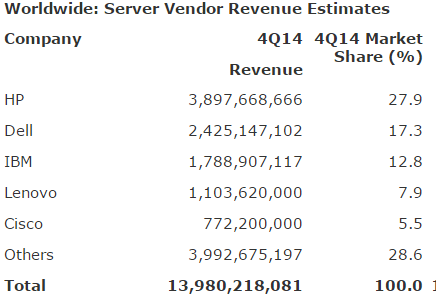 Worldwide: Server Vendor Revenue Estimates
Company 4Q14 4Q14 Market
Share (%)
Revenue
HP 3,897,668,666 27.9
Dell 2,425,147,102 17.3
IBM 1,788,907,117 12.8
Lenovo 1,103,620,000 7.9
Cisco 772,200,000 5.5
Others 3,992,675,197 28.6
Total 13,980,218,081 100.0